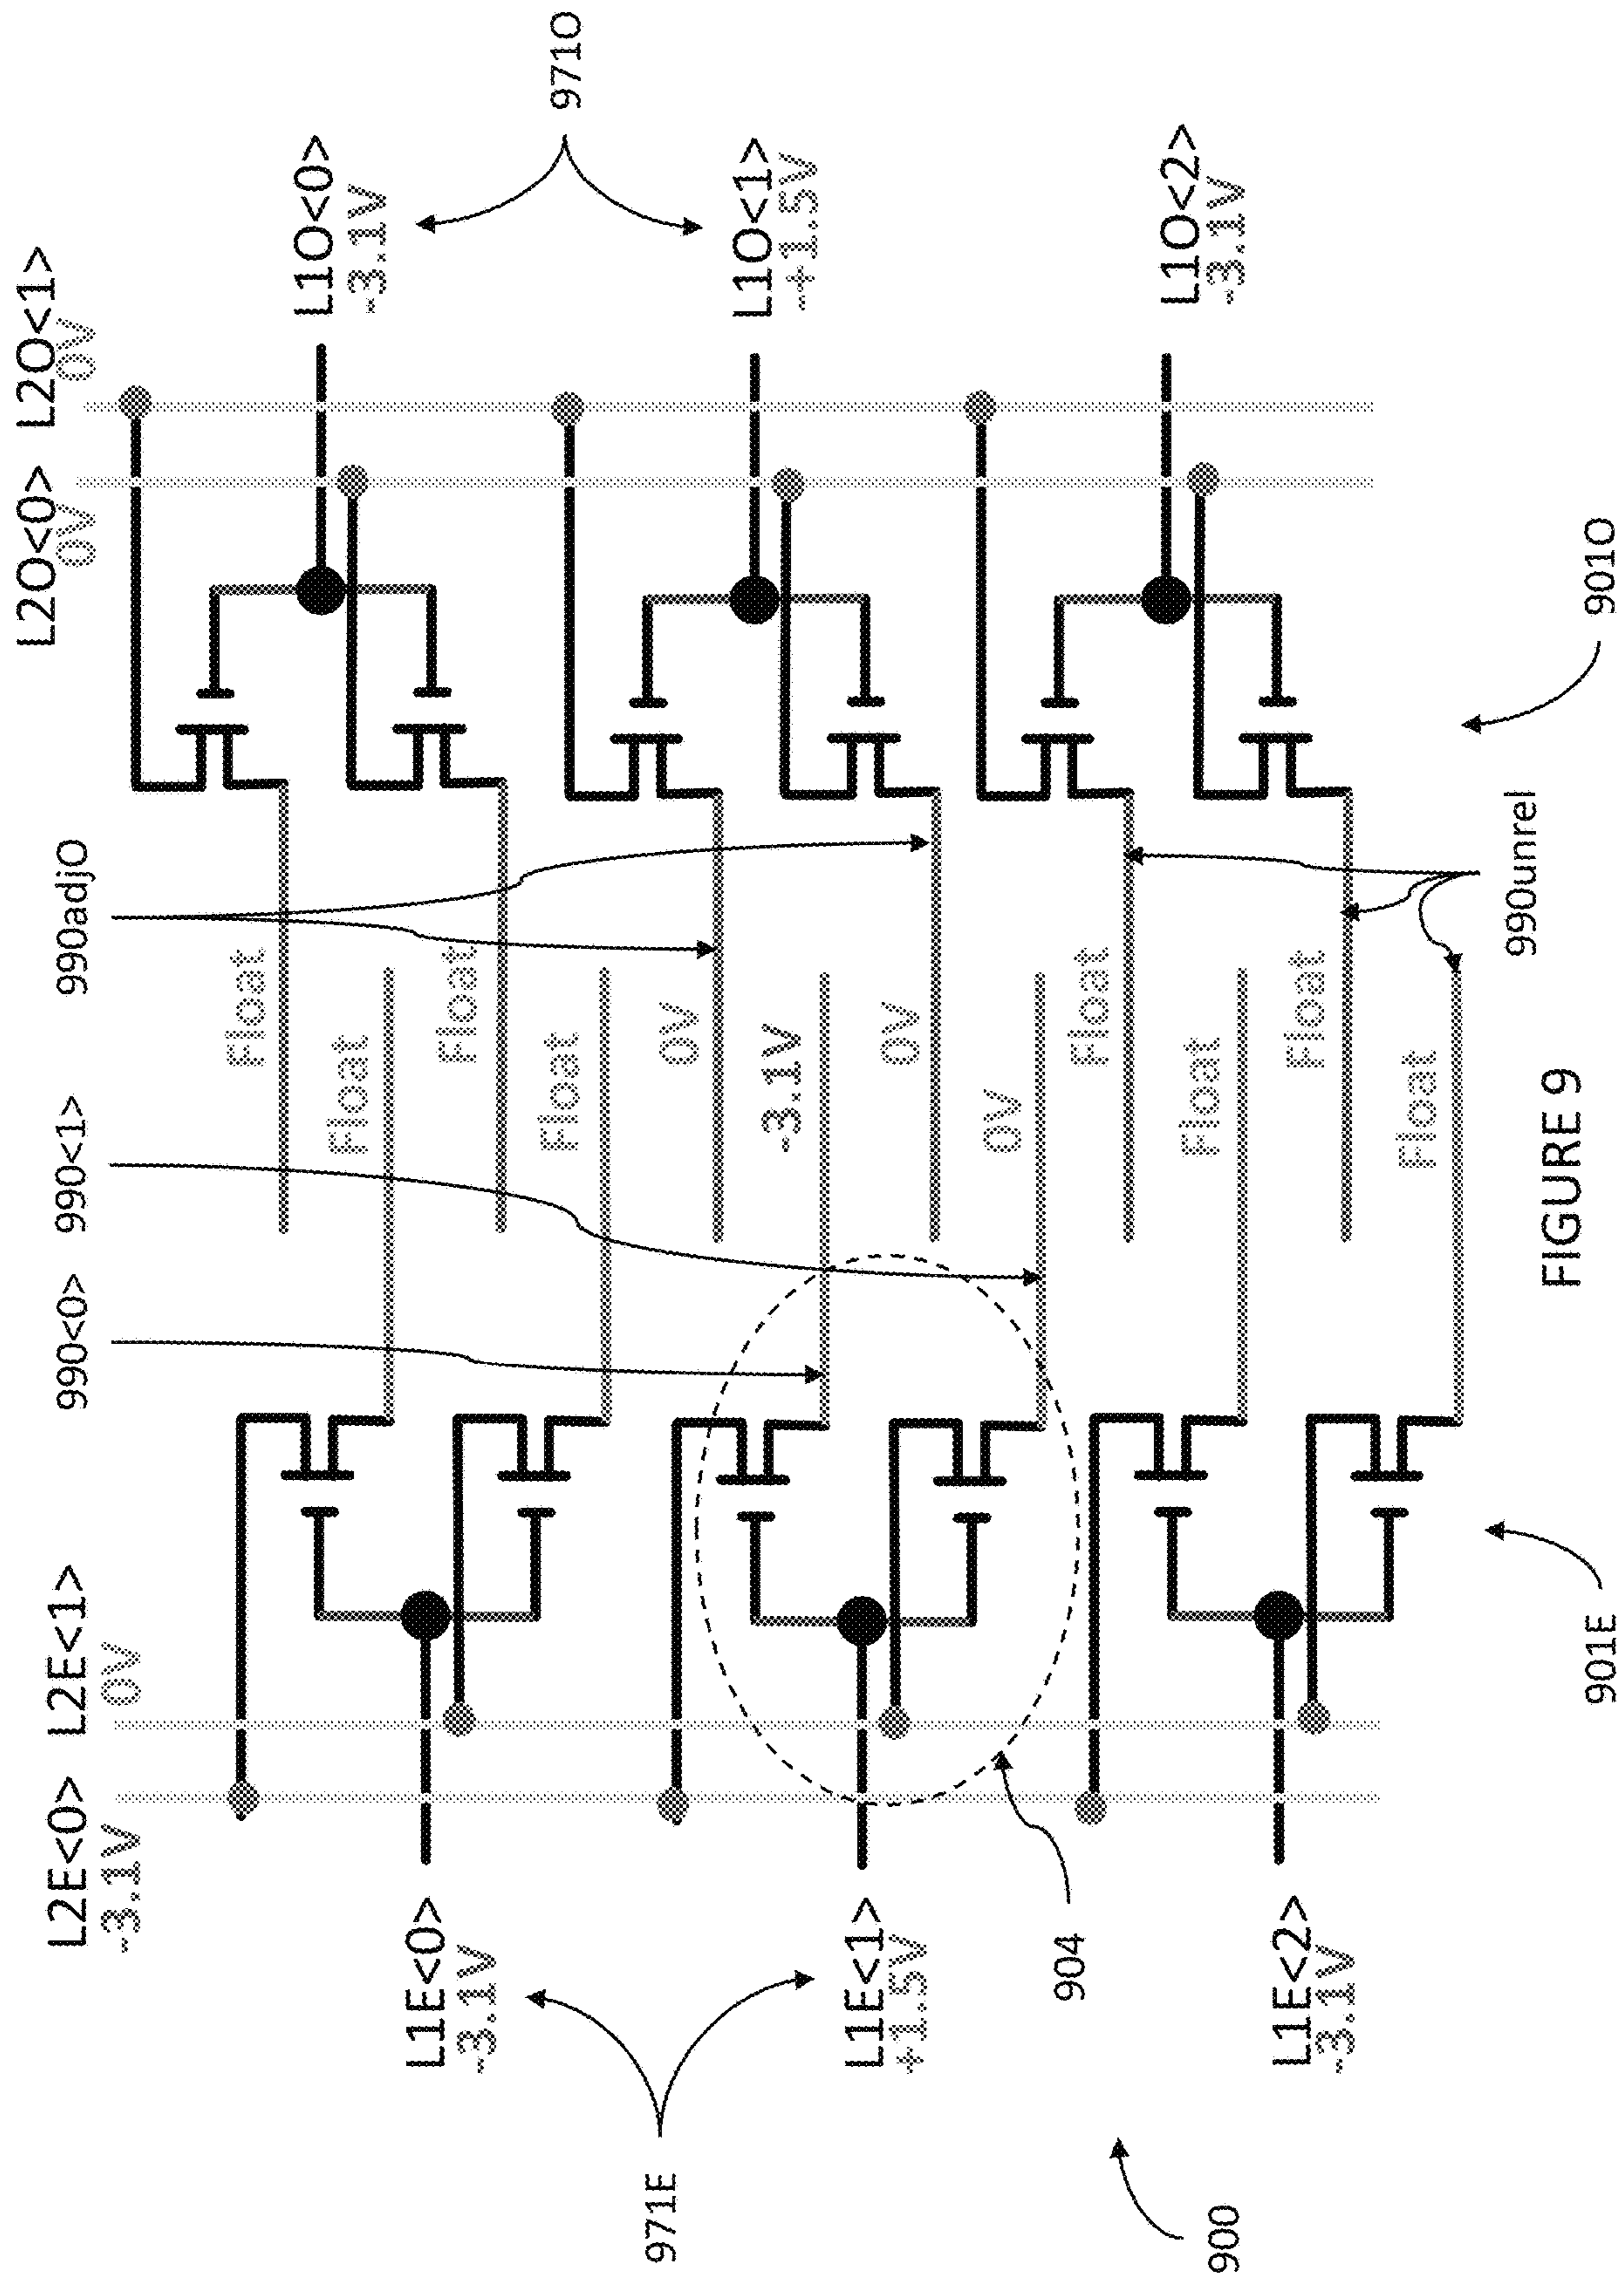 L2E<0>
-3.1V
L2E<1>
0V
990<0>
990<1>
990adjO
L2O<0>
0V
L2O<1>
0V
L1E<0>
-3.1V
L1E<1>
+1.5V
L1E<2>
-3.1V
971E
904
900
Float
Float
Float
Float
0V
-3.1V
0V
0V
Float
Float
Float
Float
L1O<0>
-3.1V
L1O<1>
-+1.5V
L1O<2>
-3.1V
971O
901E
990unrel
901O
FIGURE 9